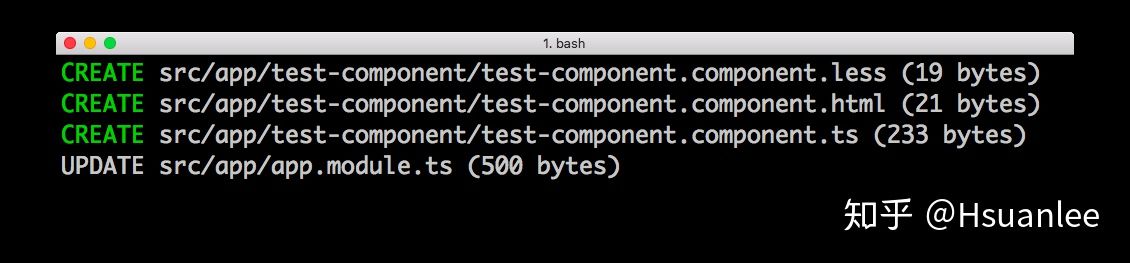 1. bash
CREATE src/app/test-component/test-component.component.less (19 bytes)
CREATE src/app/test-component/test-component.component.html (21 bytes)
CREATE src/app/test-component/test-component.component.ts (233 bytes)
UPDATE src/app/app.module.ts (500 bytes)
知乎 @Hsuanlee